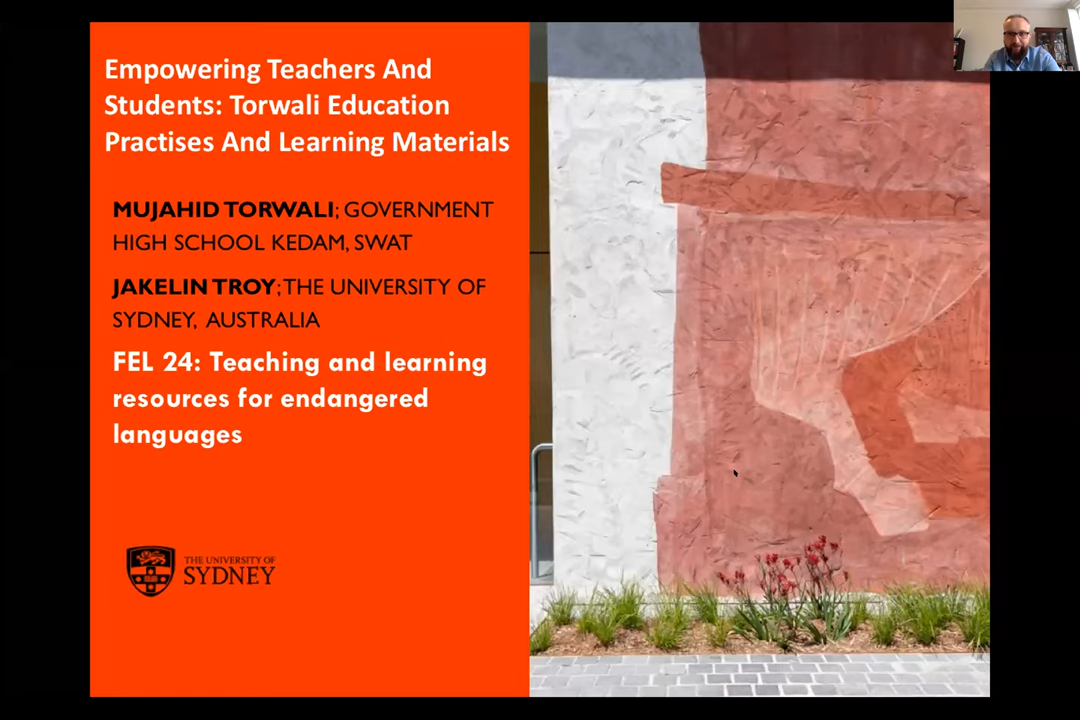 Empowering Teachers And
Students: Torwali Education
Practises And Learning Materials
MUJAHID TORWALI; GOVERNMENT
HIGH SCHOOL KEDAM, SWAT
JAKELIN TROY; THE UNIVERSITY OF
SYDNEY, AUSTRALIA
FEL 24: Teaching and learning
resources for endangered
languages
THE UNIVERSITY OF
SYDNEY